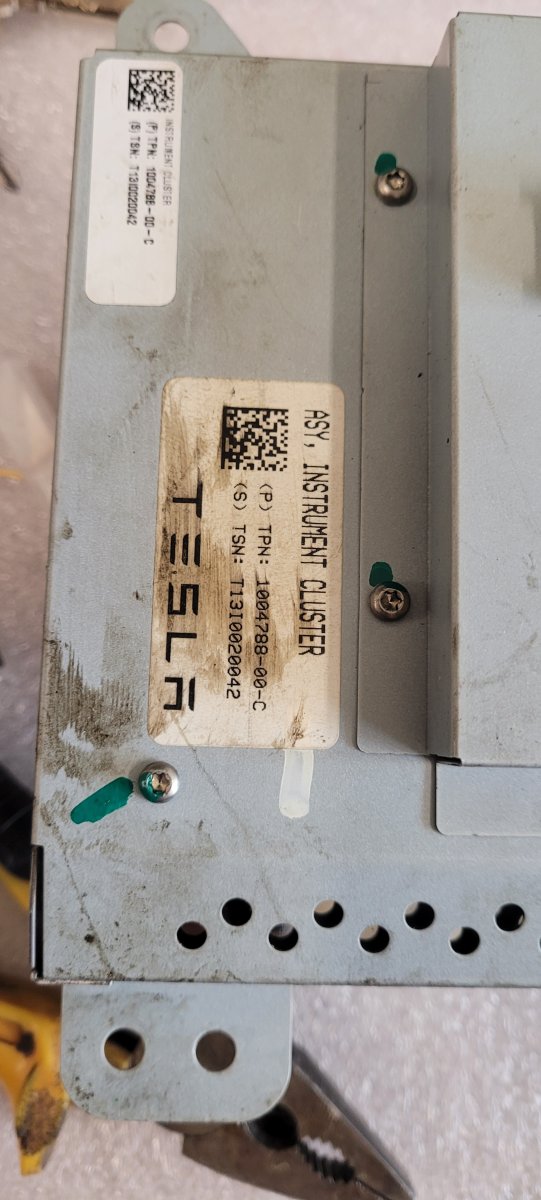 INSTRUMENT CLUSTER
(P) TPN: 1004788-00-C
(S) TSN: T13I0020042
ASY, INSTRUMENT CLUSTER
(P) TPN: 1004788-00-C
(S) TSN: T13I0020042
TESLA